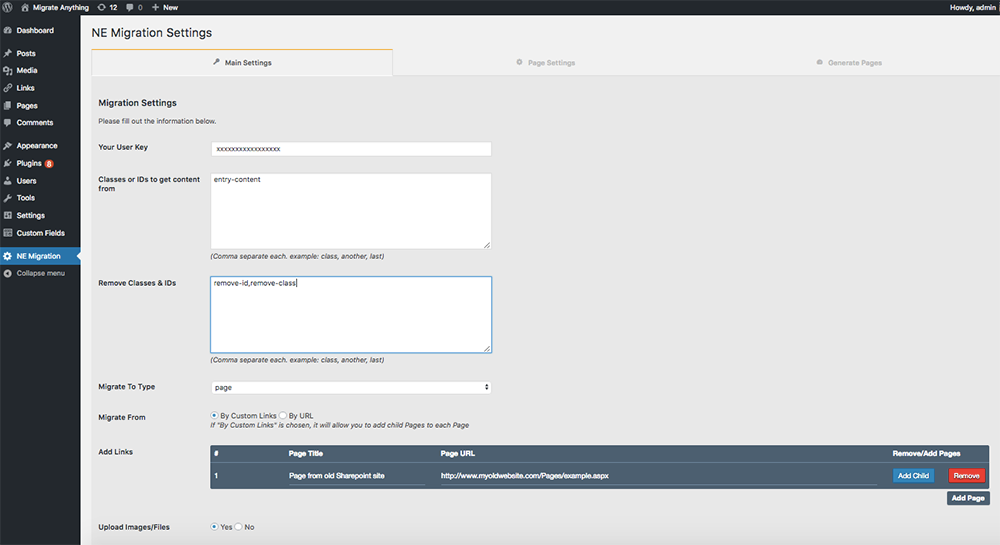 Migrate Anything 12 0 New Howdy, admin
Dashboard
Posts
Media
Links
Pages
Comments
Appearance
Plugins 8
Users
Tools
Settings
Custom Fields
NE Migration
Collapse menu
NE Migration Settings
Main Settings Page Settings Generate Pages
Migration Settings
Please fill out the information below.
Your User Key xxxxxxxxxxxxxxxxx
Classes or IDs to get content
from
entry-content
(Comma separate each. example: class, another, last)
Remove Classes & IDs remove-id,remove-class
(Comma separate each. example: class, another, last)
Migrate To Type page
Migrate From By Custom Links By URL
If "By Custom Links" is chosen, it will allow you to add child Pages to each Page
Add Links # Page Title Page URL Remove/Add Pages
1 Page from old Sharepoint site http://www.myoldwebsite.com/Pages/example.aspx Add Child Remove
Add Page
Upload Images/Files Yes No